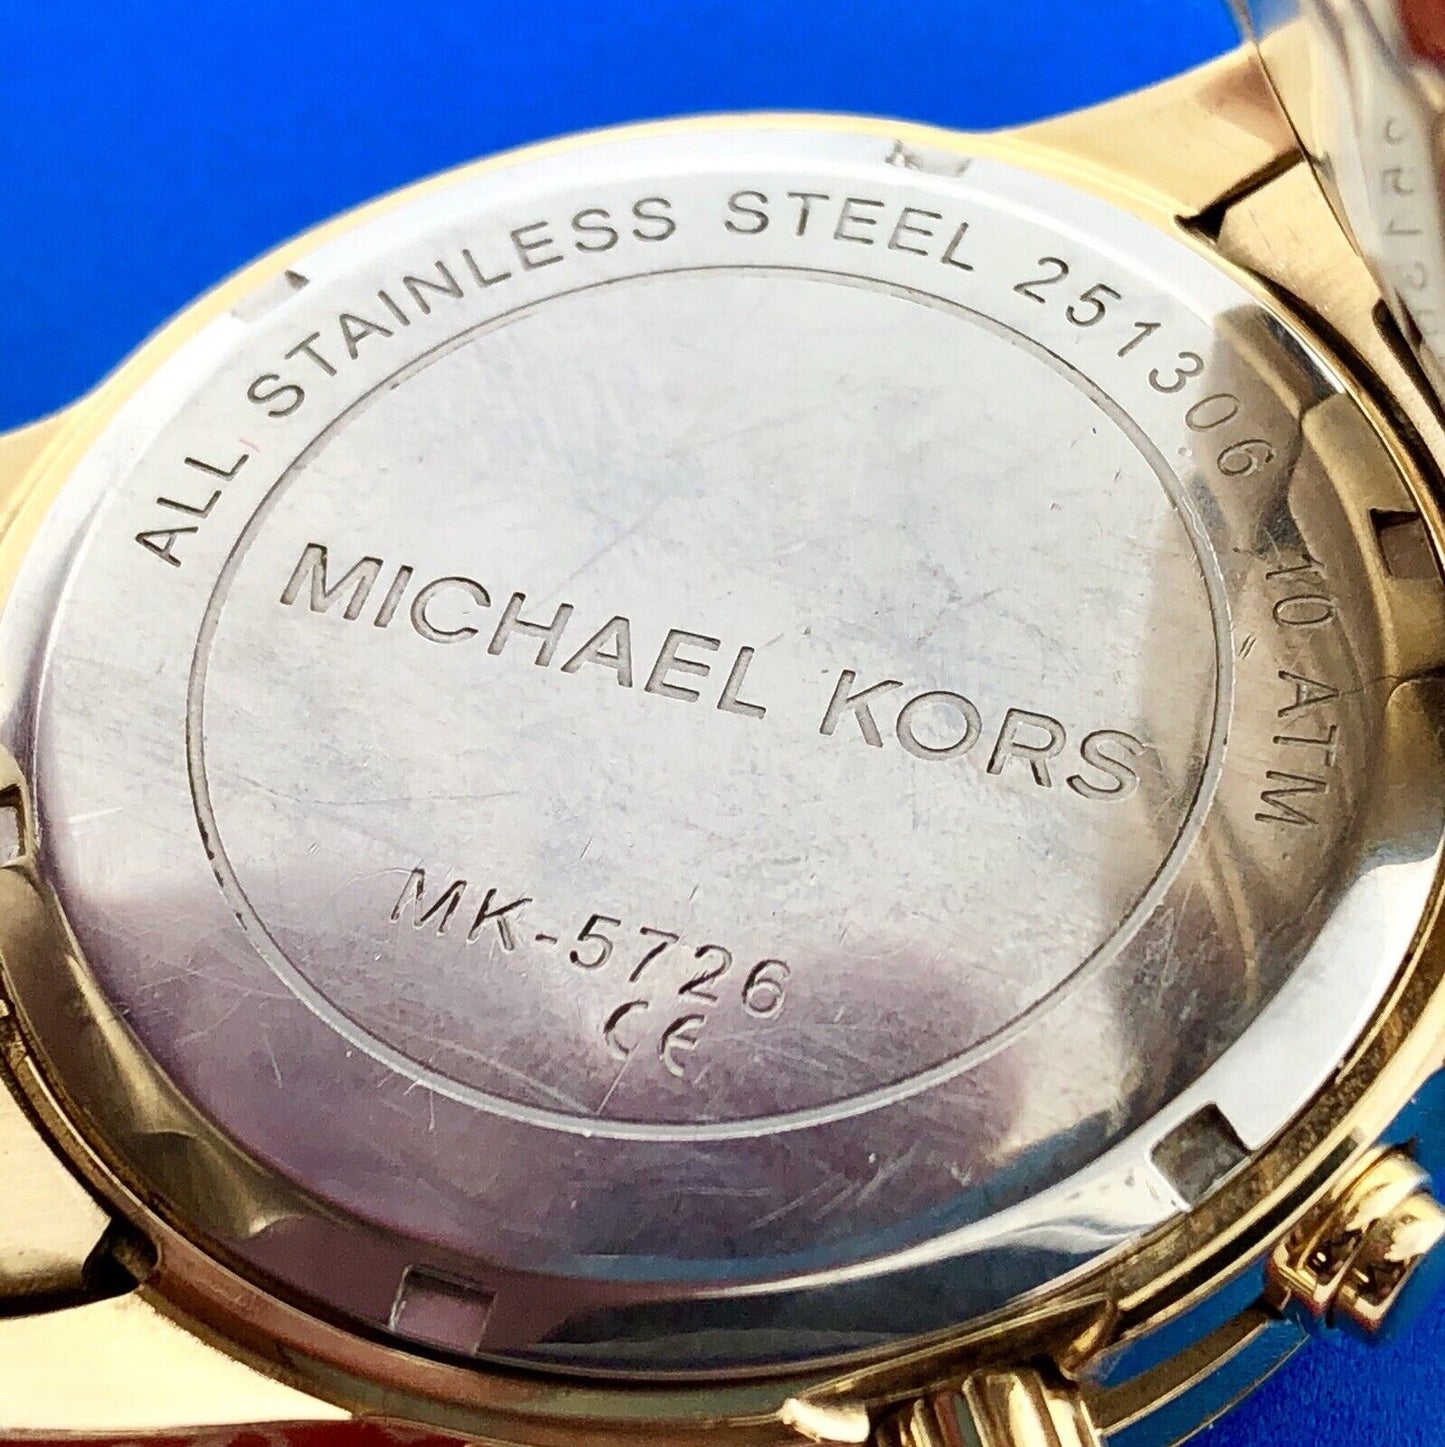 ALL STAINLESS STEEL 251306 10 ATM
MICHAEL KORS
MK-5726
CE